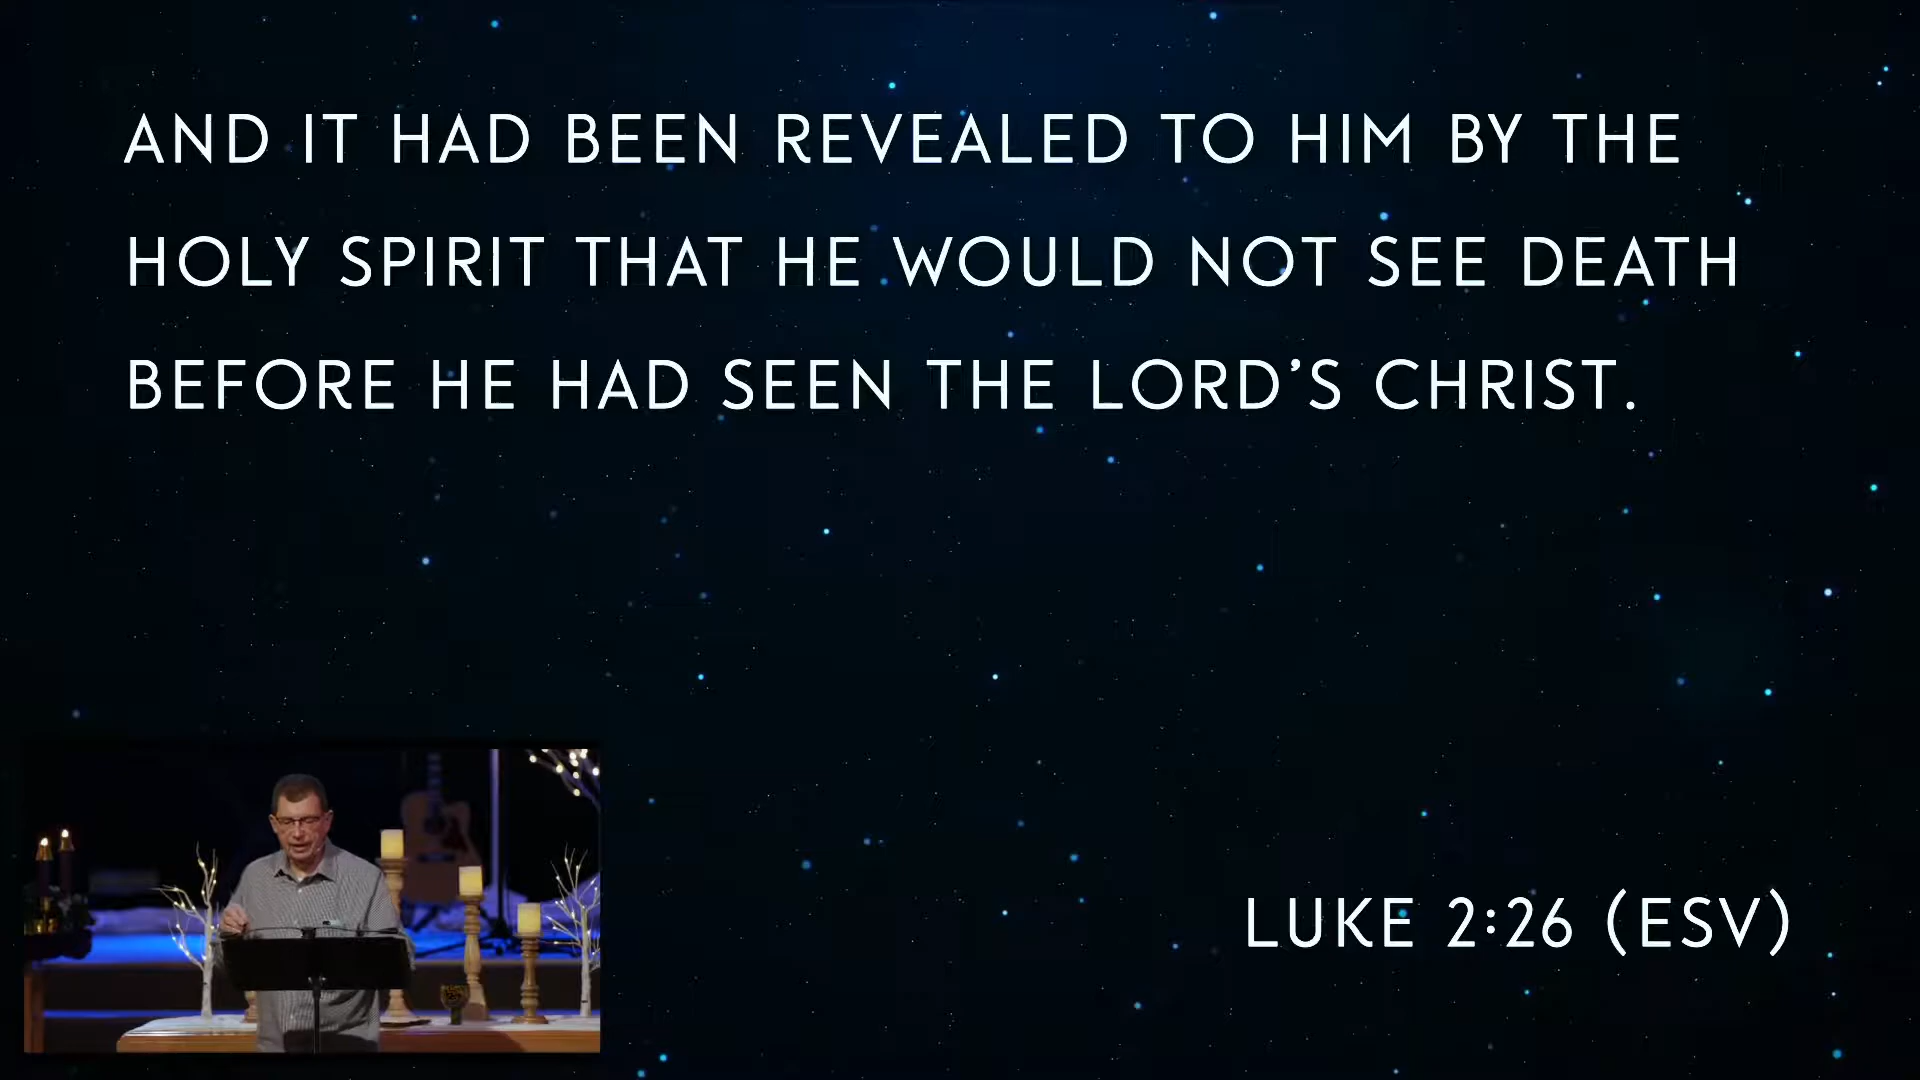 AND IT HAD BEEN REVEALED TO HIM BY THE
HOLY SPIRIT THAT HE WOULD NOT SEE DEATH
BEFORE HE HAD SEEN THE LORD’S CHRIST.
LUKE 2:26 (ESV)